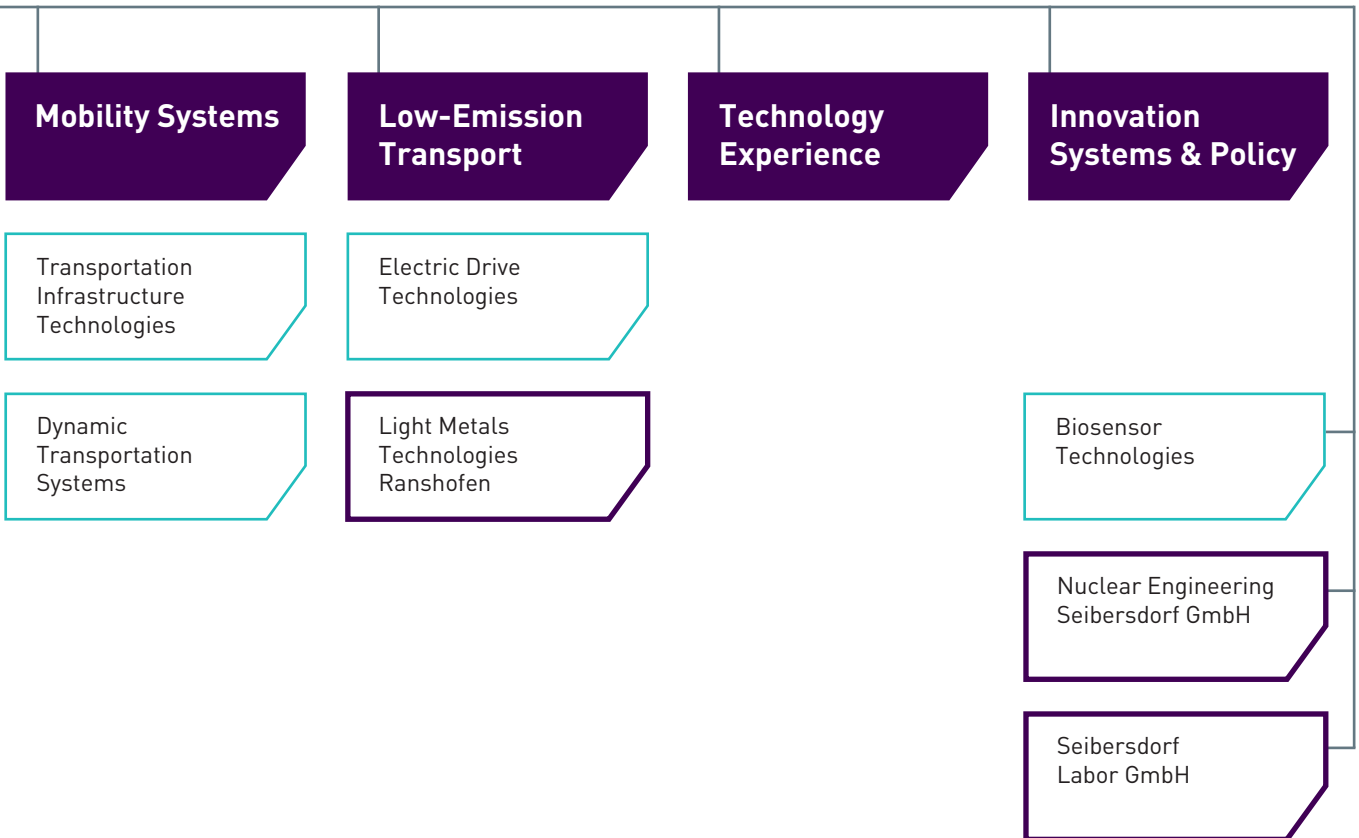 Mobility Systems
Low-Emission
Transport
Technology
Experience
Innovation
Systems & Policy
Transportation
Infrastructure
Technologies
Electric Drive
Technologies
Dynamic
Transportation
Systems
Light Metals
Technologies
Ranshofen
Biosensor
Technologies
Nuclear Engineering
Seibersdorf GmbH
Seibersdorf
Labor GmbH